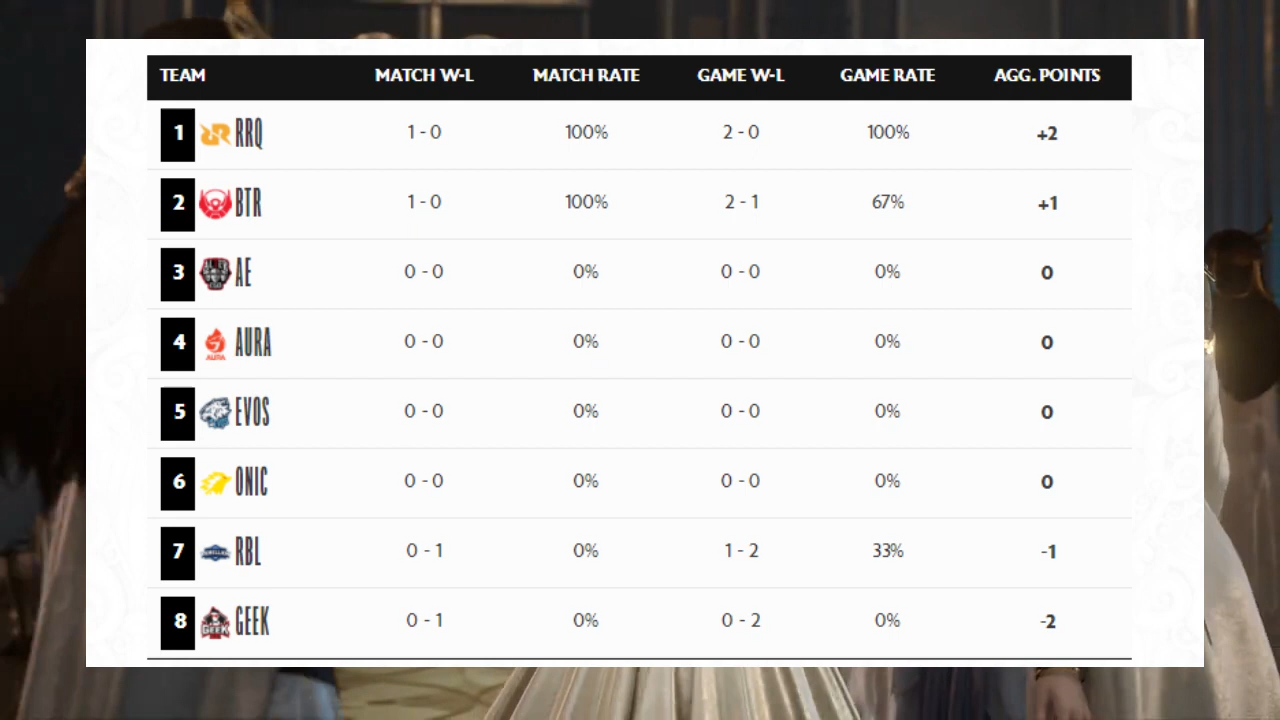 TEAM MATCH W-L MATCH RATE GAME W-L GAME RATE AGG. POINTS
1 RRQ 1 - 0 100% 2 - 0 100% +2
2 BTR 1 - 0 100% 2 - 1 67% +1
3 AE 0 - 0 0% 0 - 0 0% 0
4 AURA AURA 0 - 0 0% 0 - 0 0% 0
5 EVOS 0 - 0 0% 0 - 0 0% 0
6 ONIC 0 - 0 0% 0 - 0 0% 0
7 RBL 0 - 1 0% 1 - 2 33% -1
8 GEEK GEEK 0 - 1 0% 0 - 2 0% -2